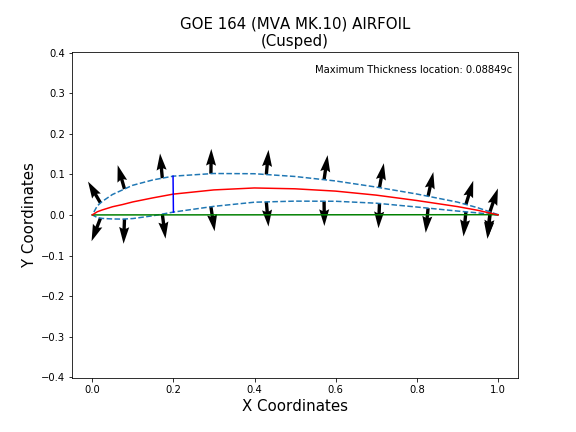 GOE 164 (MVA MK.10) AIRFOIL
(Cusped)
Maximum Thickness location: 0.08849c
Y Coordinates
0.4
0.3
0.2
0.1
0.0
−0.1
−0.2
−0.3
−0.4
0.0 0.2 0.4 0.6 0.8 1.0
X Coordinates